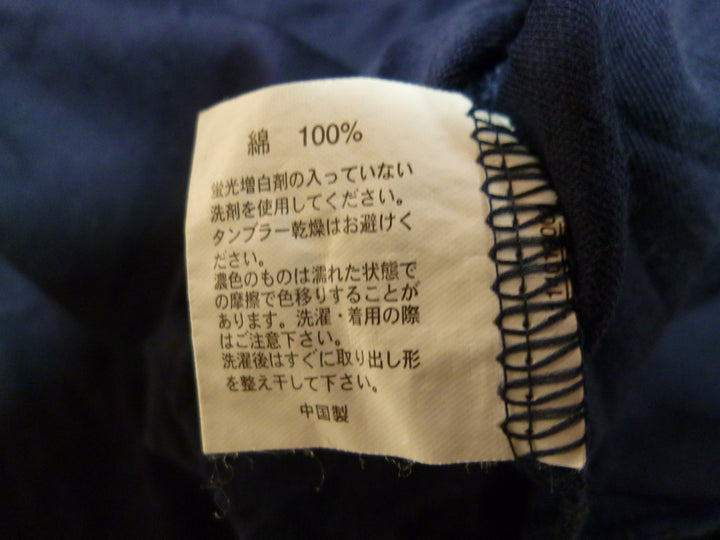 綿 100%
蛍光増白剤の入っていない
洗剤を使用してください。
タンブラー乾燥はお避けく
ださい。
濃色のものは濡れた状態で
の摩擦で色移りすることが
あります。洗濯・着用の際
はご注意下さい。
洗濯後はすぐに取り出し形
を整え干して下さい。
中国製